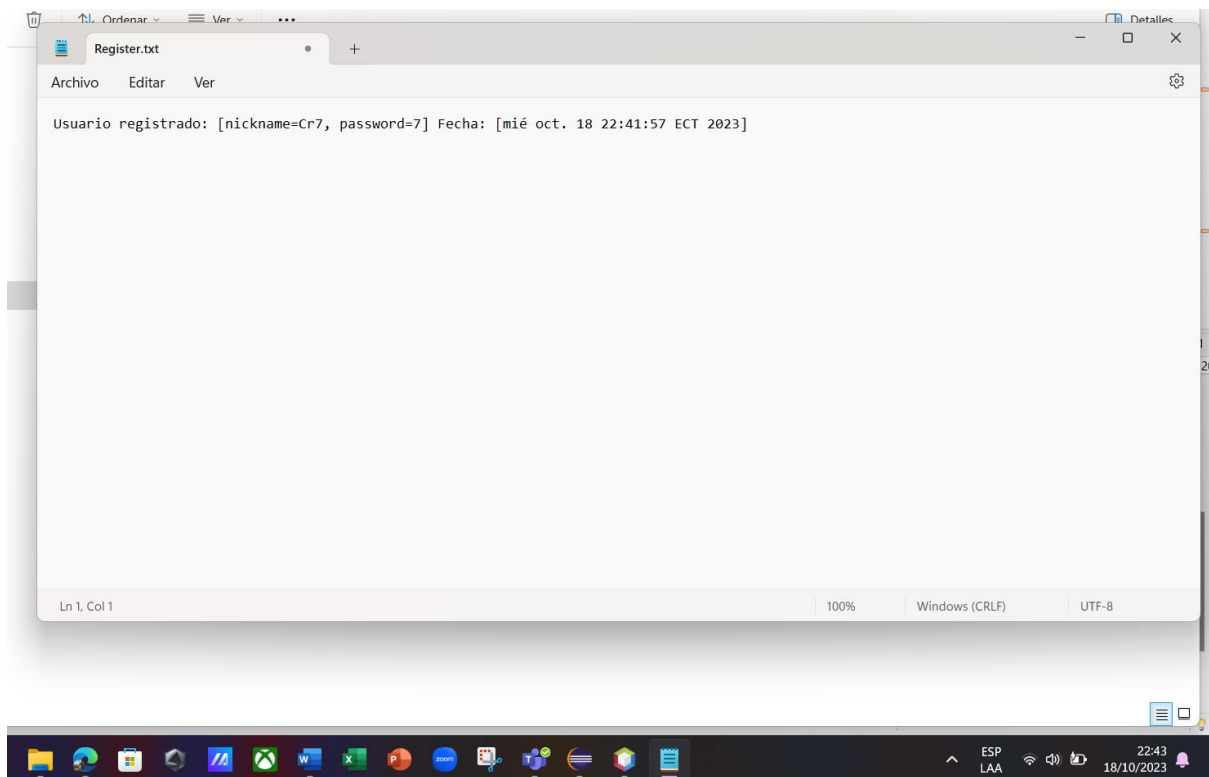 Ordenar
Ver
Detalles
Register.txt
Archivo Editar Ver
Usuario registrado: [nickname=Cr7, password=7] Fecha: [mié oct. 18 22:41:57 ECT 2023]
Ln 1, Col 1
100%
Windows (CRLF)
UTF-8
zoom
ESP
LAA
22:43
18/10/2023